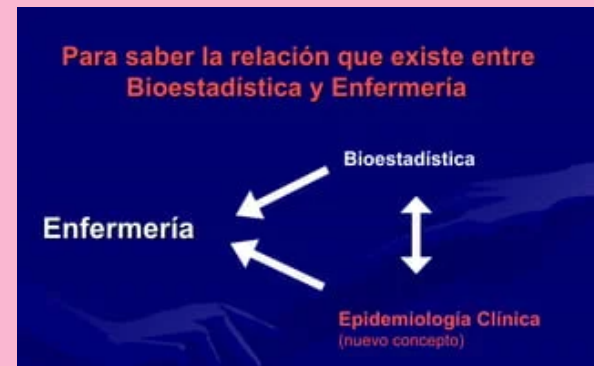 Para saber la relación que existe entre
Bioestadística y Enfermería
Bioestadística
Enfermería
Epidemiología Clínica
(nuevo concepto)